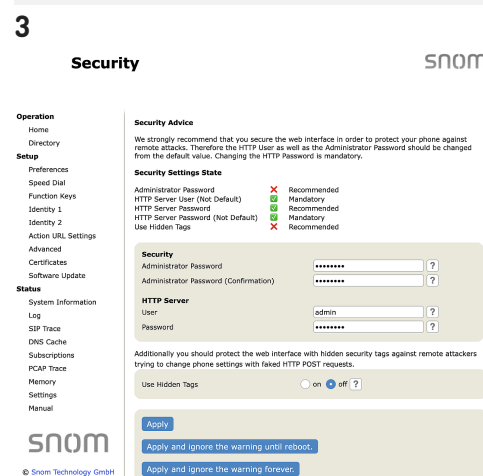 3
Security
snom
Operation
Home
Directory
Setup
Preferences
Speed Dial
Function Keys
Identity 1
Identity 2
Action URL Settings
Advanced
Certificates
Software Update
Status
System Information
Log
SIP Trace
DNS Cache
Subscriptions
PCAP Trace
Memory
Settings
Manual
snom
© Snom Technology GmbH
Security Advice
We strongly recommend that you secure the web interface in order to protect your phone against
remote attacks. Therefore the HTTP User as well as the Administrator Password should be changed
from the default value. Changing the HTTP Password is mandatory.
Security Settings State
Administrator Password ❌ Recommended
HTTP Server User (Not Default) ✅ Mandatory
HTTP Server Password ✅ Recommended
HTTP Server Password (Not Default) ✅ Mandatory
Use Hidden Tags ❌ Recommended
Security
Administrator Password •••••••• ?
Administrator Password (Confirmation) •••••••• ?
HTTP Server
User admin ?
Password •••••••• ?
Additionally you should protect the web interface with hidden security tags against remote attackers
trying to change phone settings with faked HTTP POST requests.
Use Hidden Tags on off ?
Apply
Apply and ignore the warning until reboot.
Apply and ignore the warning forever.